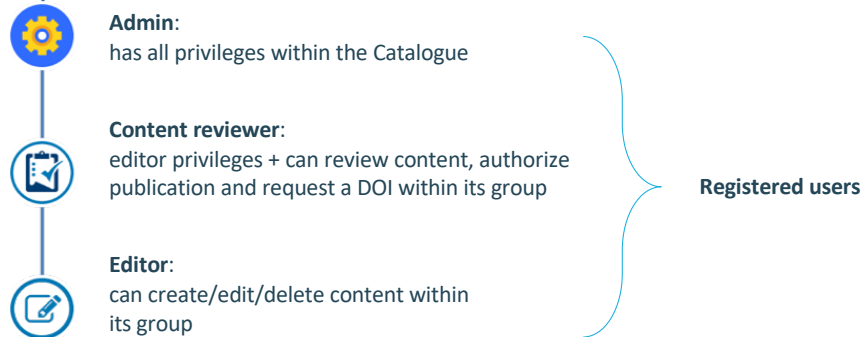 Admin:
has all privileges within the Catalogue
Content reviewer:
editor privileges + can review content, authorize
publication and request a DOI within its group
Registered users
Editor:
can create/edit/delete content within
its group